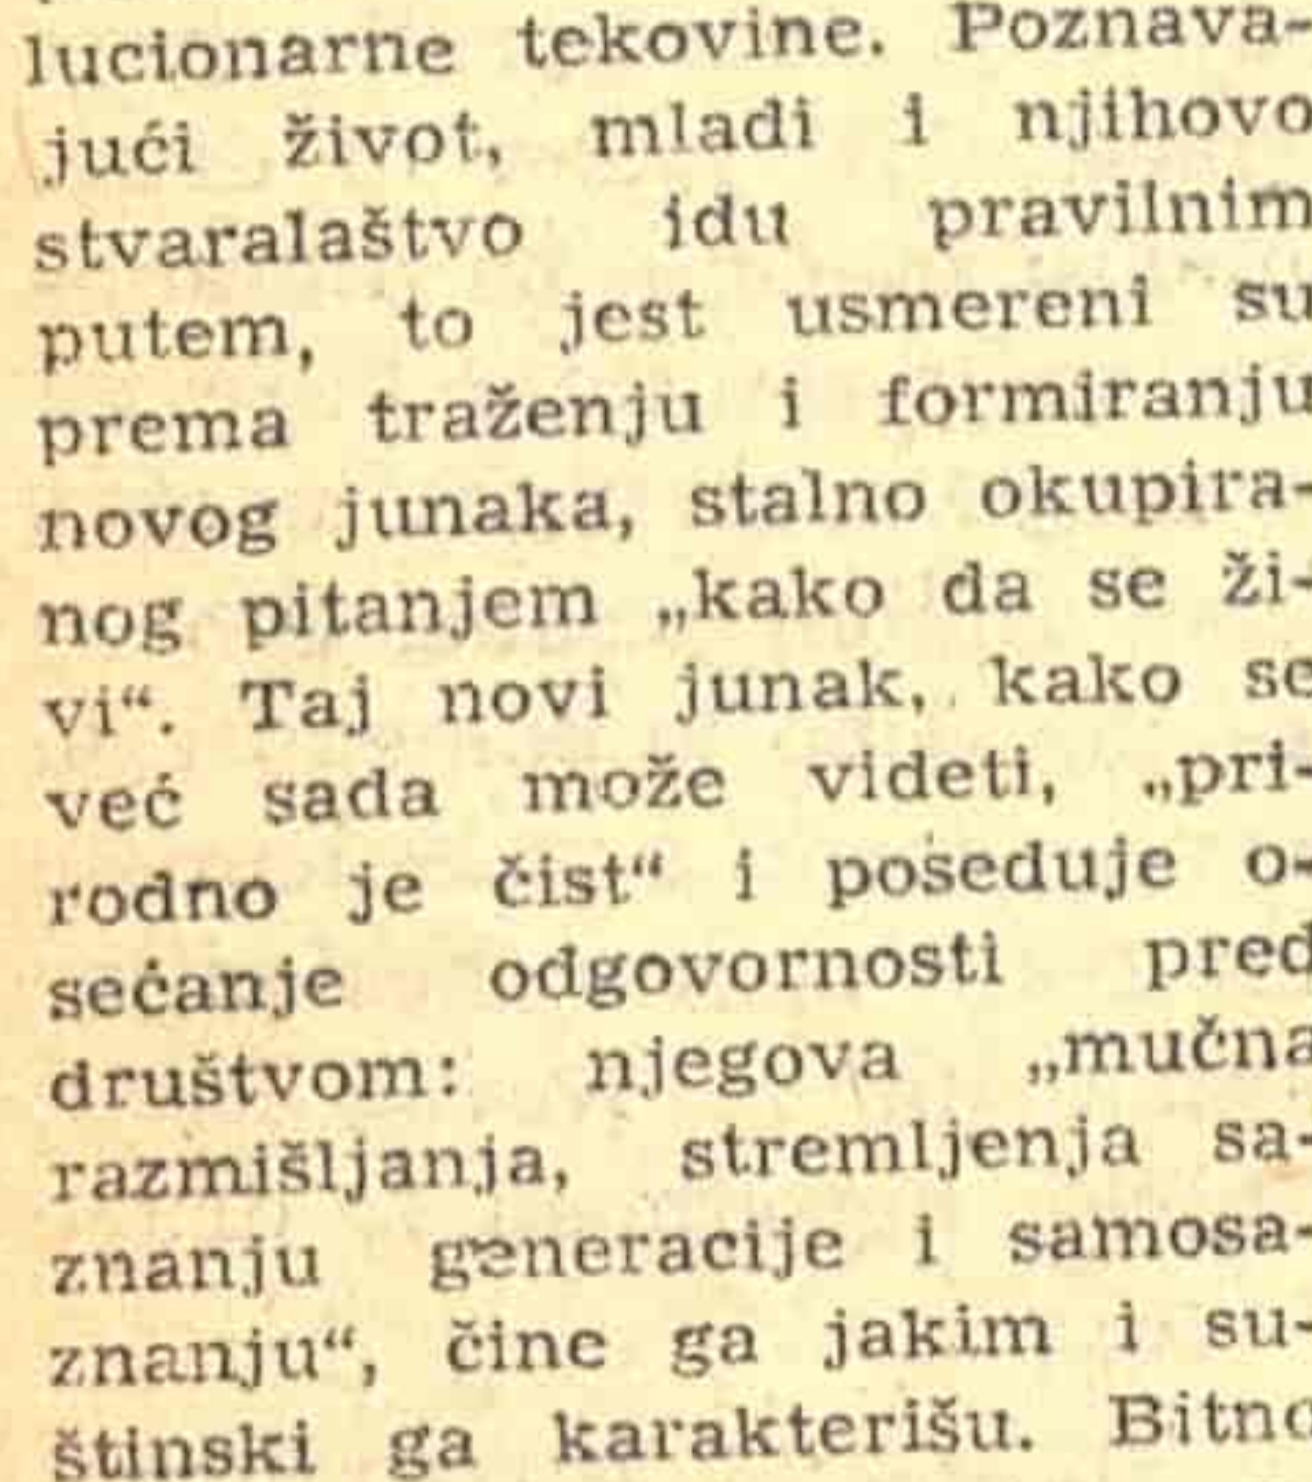 lucionarne tekovine. Poznava-
jući život, mladi i njihovo
stvaralaštvo idu pravilnim
putem, to jest usmereni su
prema traženju i formiranju
novog junaka, stalno okupira-
nog pitanjem „kako da se ži-
vi“. Taj novi junak, kako se
već sada može videti, „pri-
rodno je čist“ i poseduje o-
sećanje odgovornosti pred
društvom: njegova „mučna
razmišljanja, stremljenja sa-
znanju generacije i samosa-
znanju“, čine ga jakim i su-
štinski ga karakterišu. Bitno